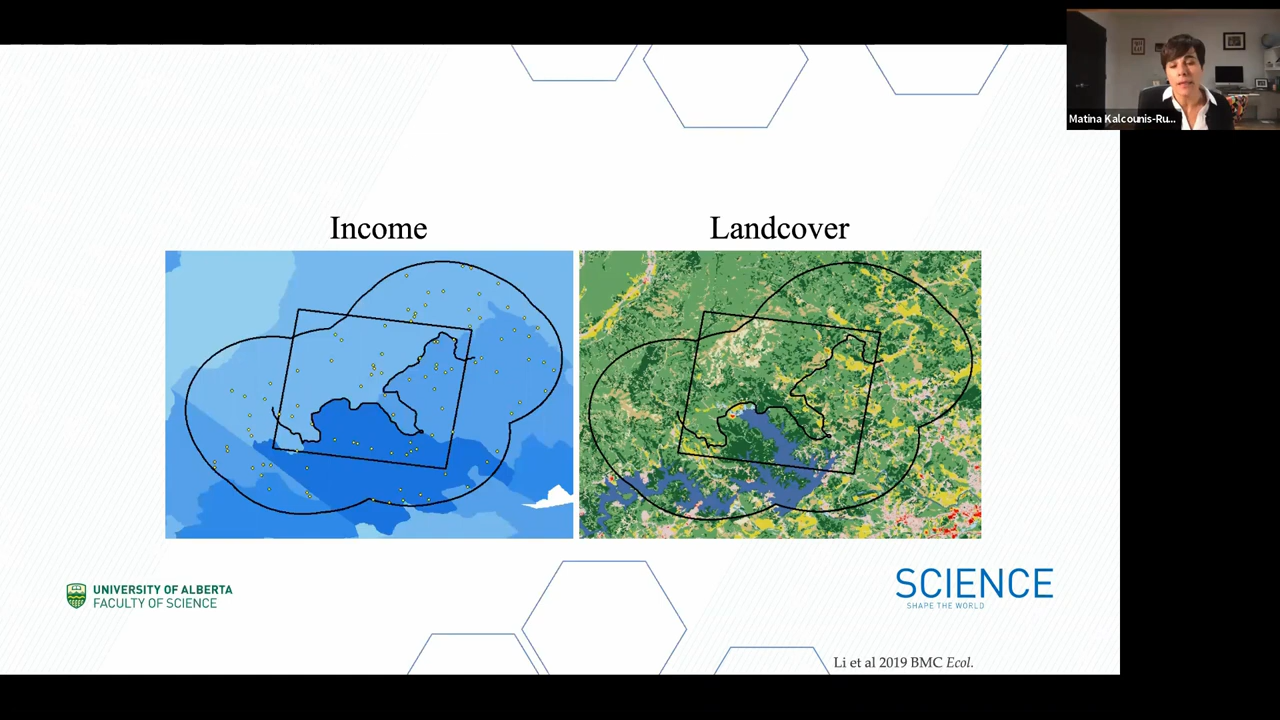 Matina Kalcounis-Ru...
Income
Landcover
UNIVERSITY OF ALBERTA
FACULTY OF SCIENCE
SCIENCE
SHAPE THE WORLD
Li et al 2019 BMC Ecol.